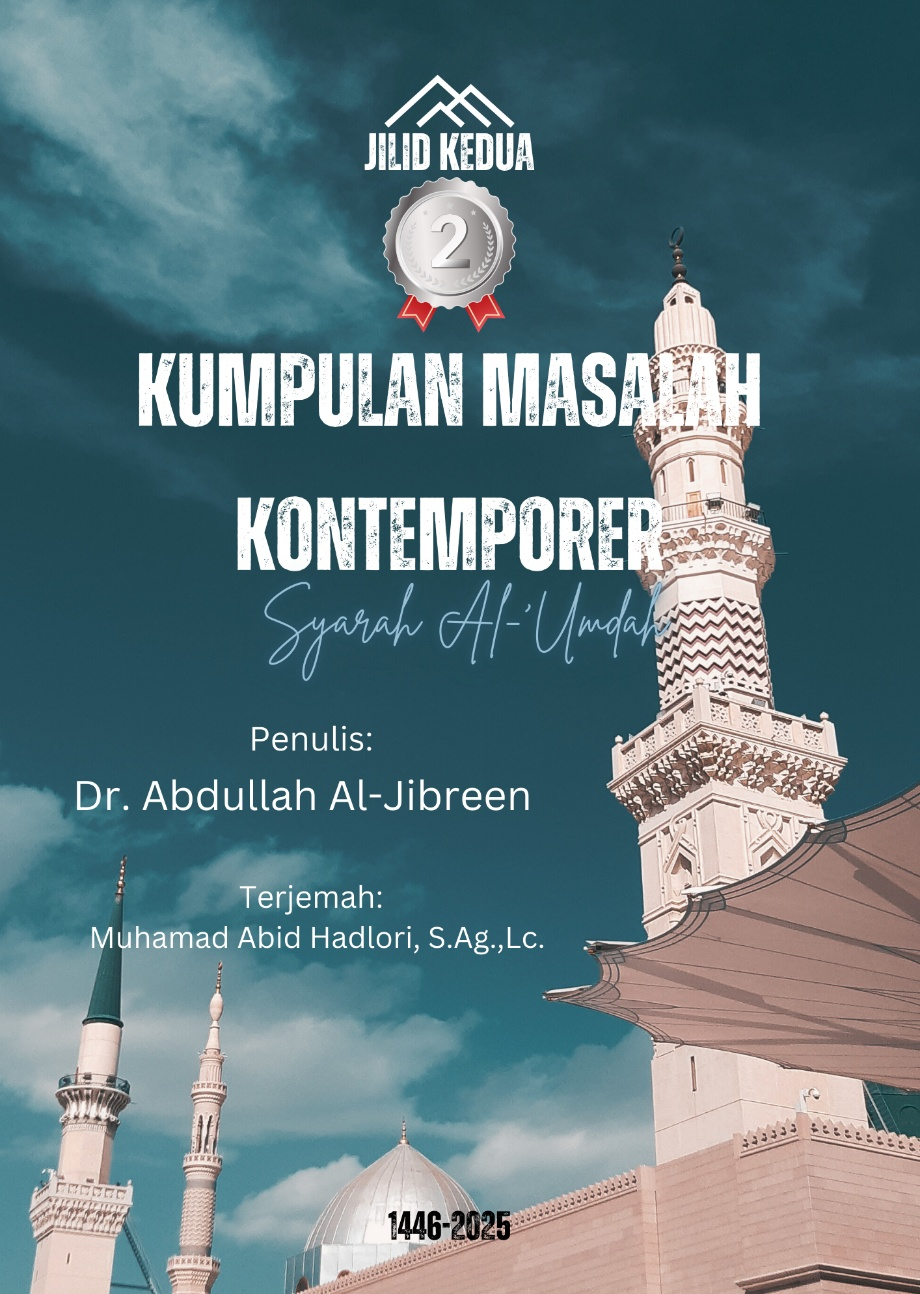 JILID KEDUA
2
KUMPULAN MASALAH
KONTEMPORER
Syarah Al-'Umdah
Penulis:
Dr. Abdullah Al-Jibreen
Terjemah:
Muhamad Abid Hadlori, S.Ag.,Lc.
1446-2025